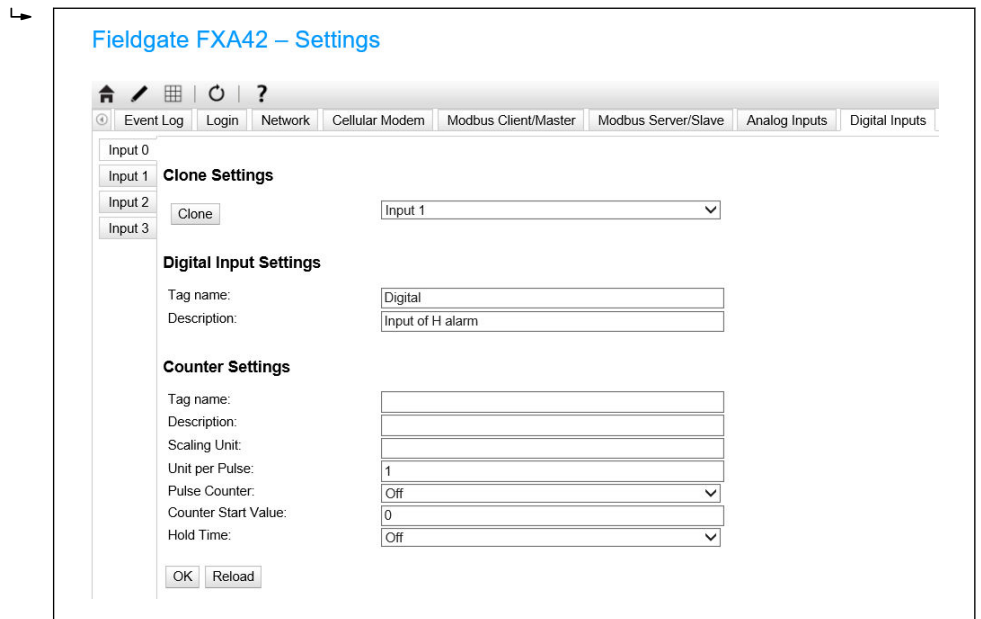 Fieldgate FXA42 – Settings
?
Event Log Login Network Cellular Modem Modbus Client/Master Modbus Server/Slave Analog Inputs Digital Inputs
Input 0
Input 1
Input 2
Input 3
Clone Settings
Clone Input 1
Digital Input Settings
Tag name: Digital
Description: Input of H alarm
Counter Settings
Tag name:
Description:
Scaling Unit:
Unit per Pulse: 1
Pulse Counter: Off
Counter Start Value: 0
Hold Time: Off
OK Reload